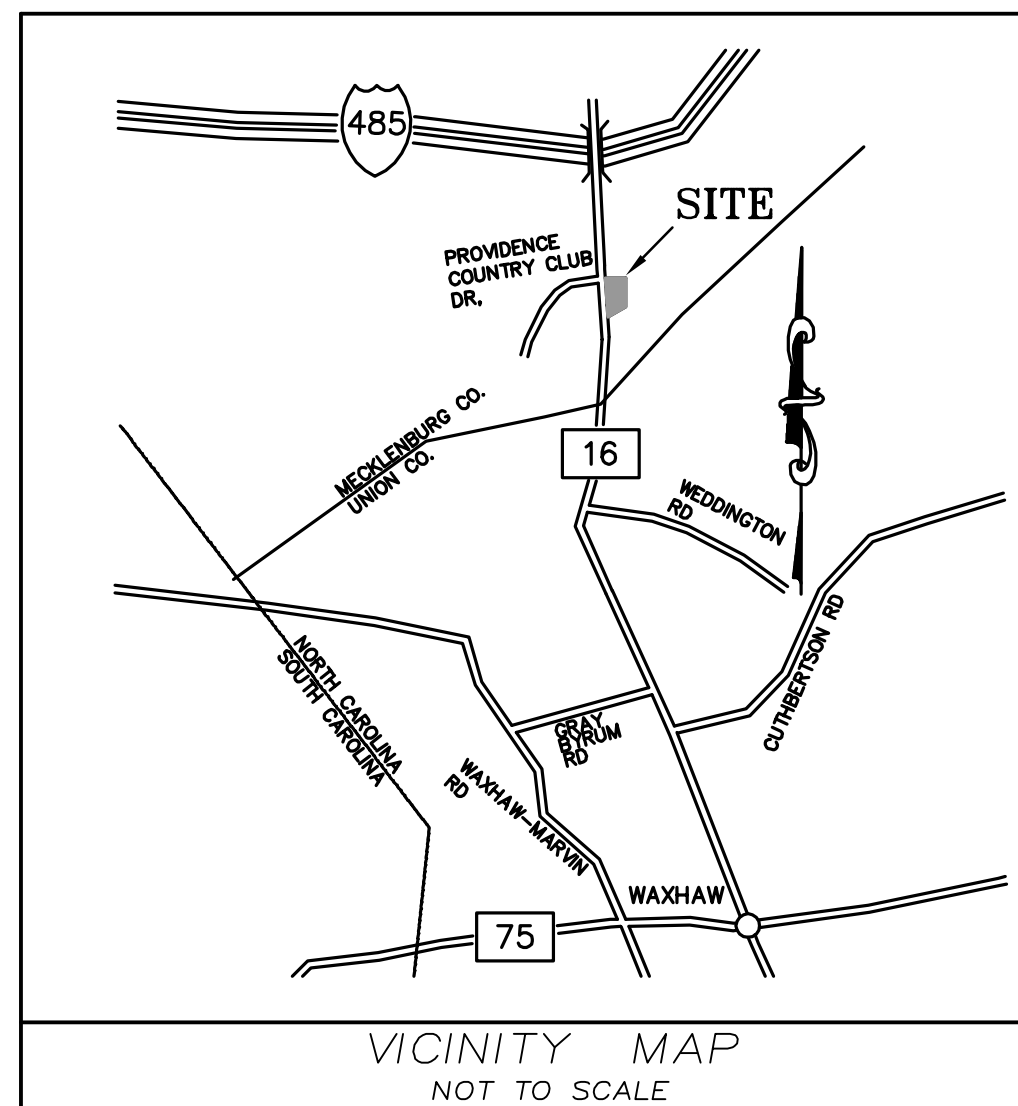 485
SITE
PROVIDENCE
COUNTRY CLUB
DR,
MECKLENBURG CO.
UNION CO.
16
WEDDINGTON
RD
CUTHBERTSON RD
NORTH CAROLINA
SOUTH CAROLINA
GRAY
BYRUM
RD
WAXHAW-MARVIN
RD
WAXHAW
75
VICINITY MAP
NOT TO SCALE